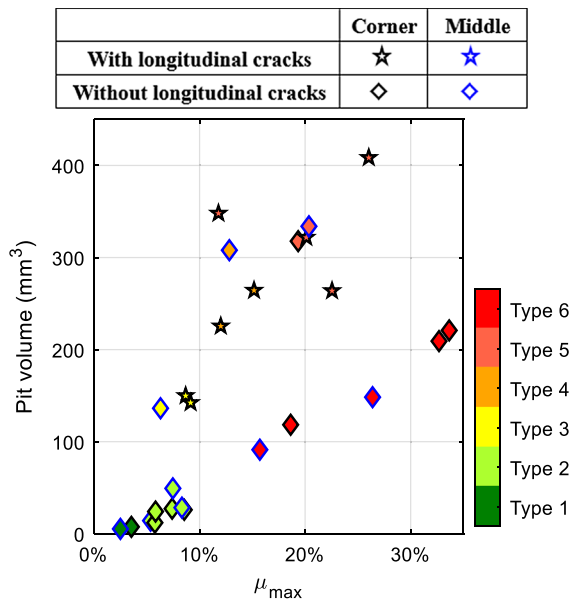 Corner Middle
With longitudinal cracks
Without longitudinal cracks
400
300
200
100
0
Pit volume (mm³)
0% 10% 20% 30%
μmax
Type 6
Type 5
Type 4
Type 3
Type 2
Type 1